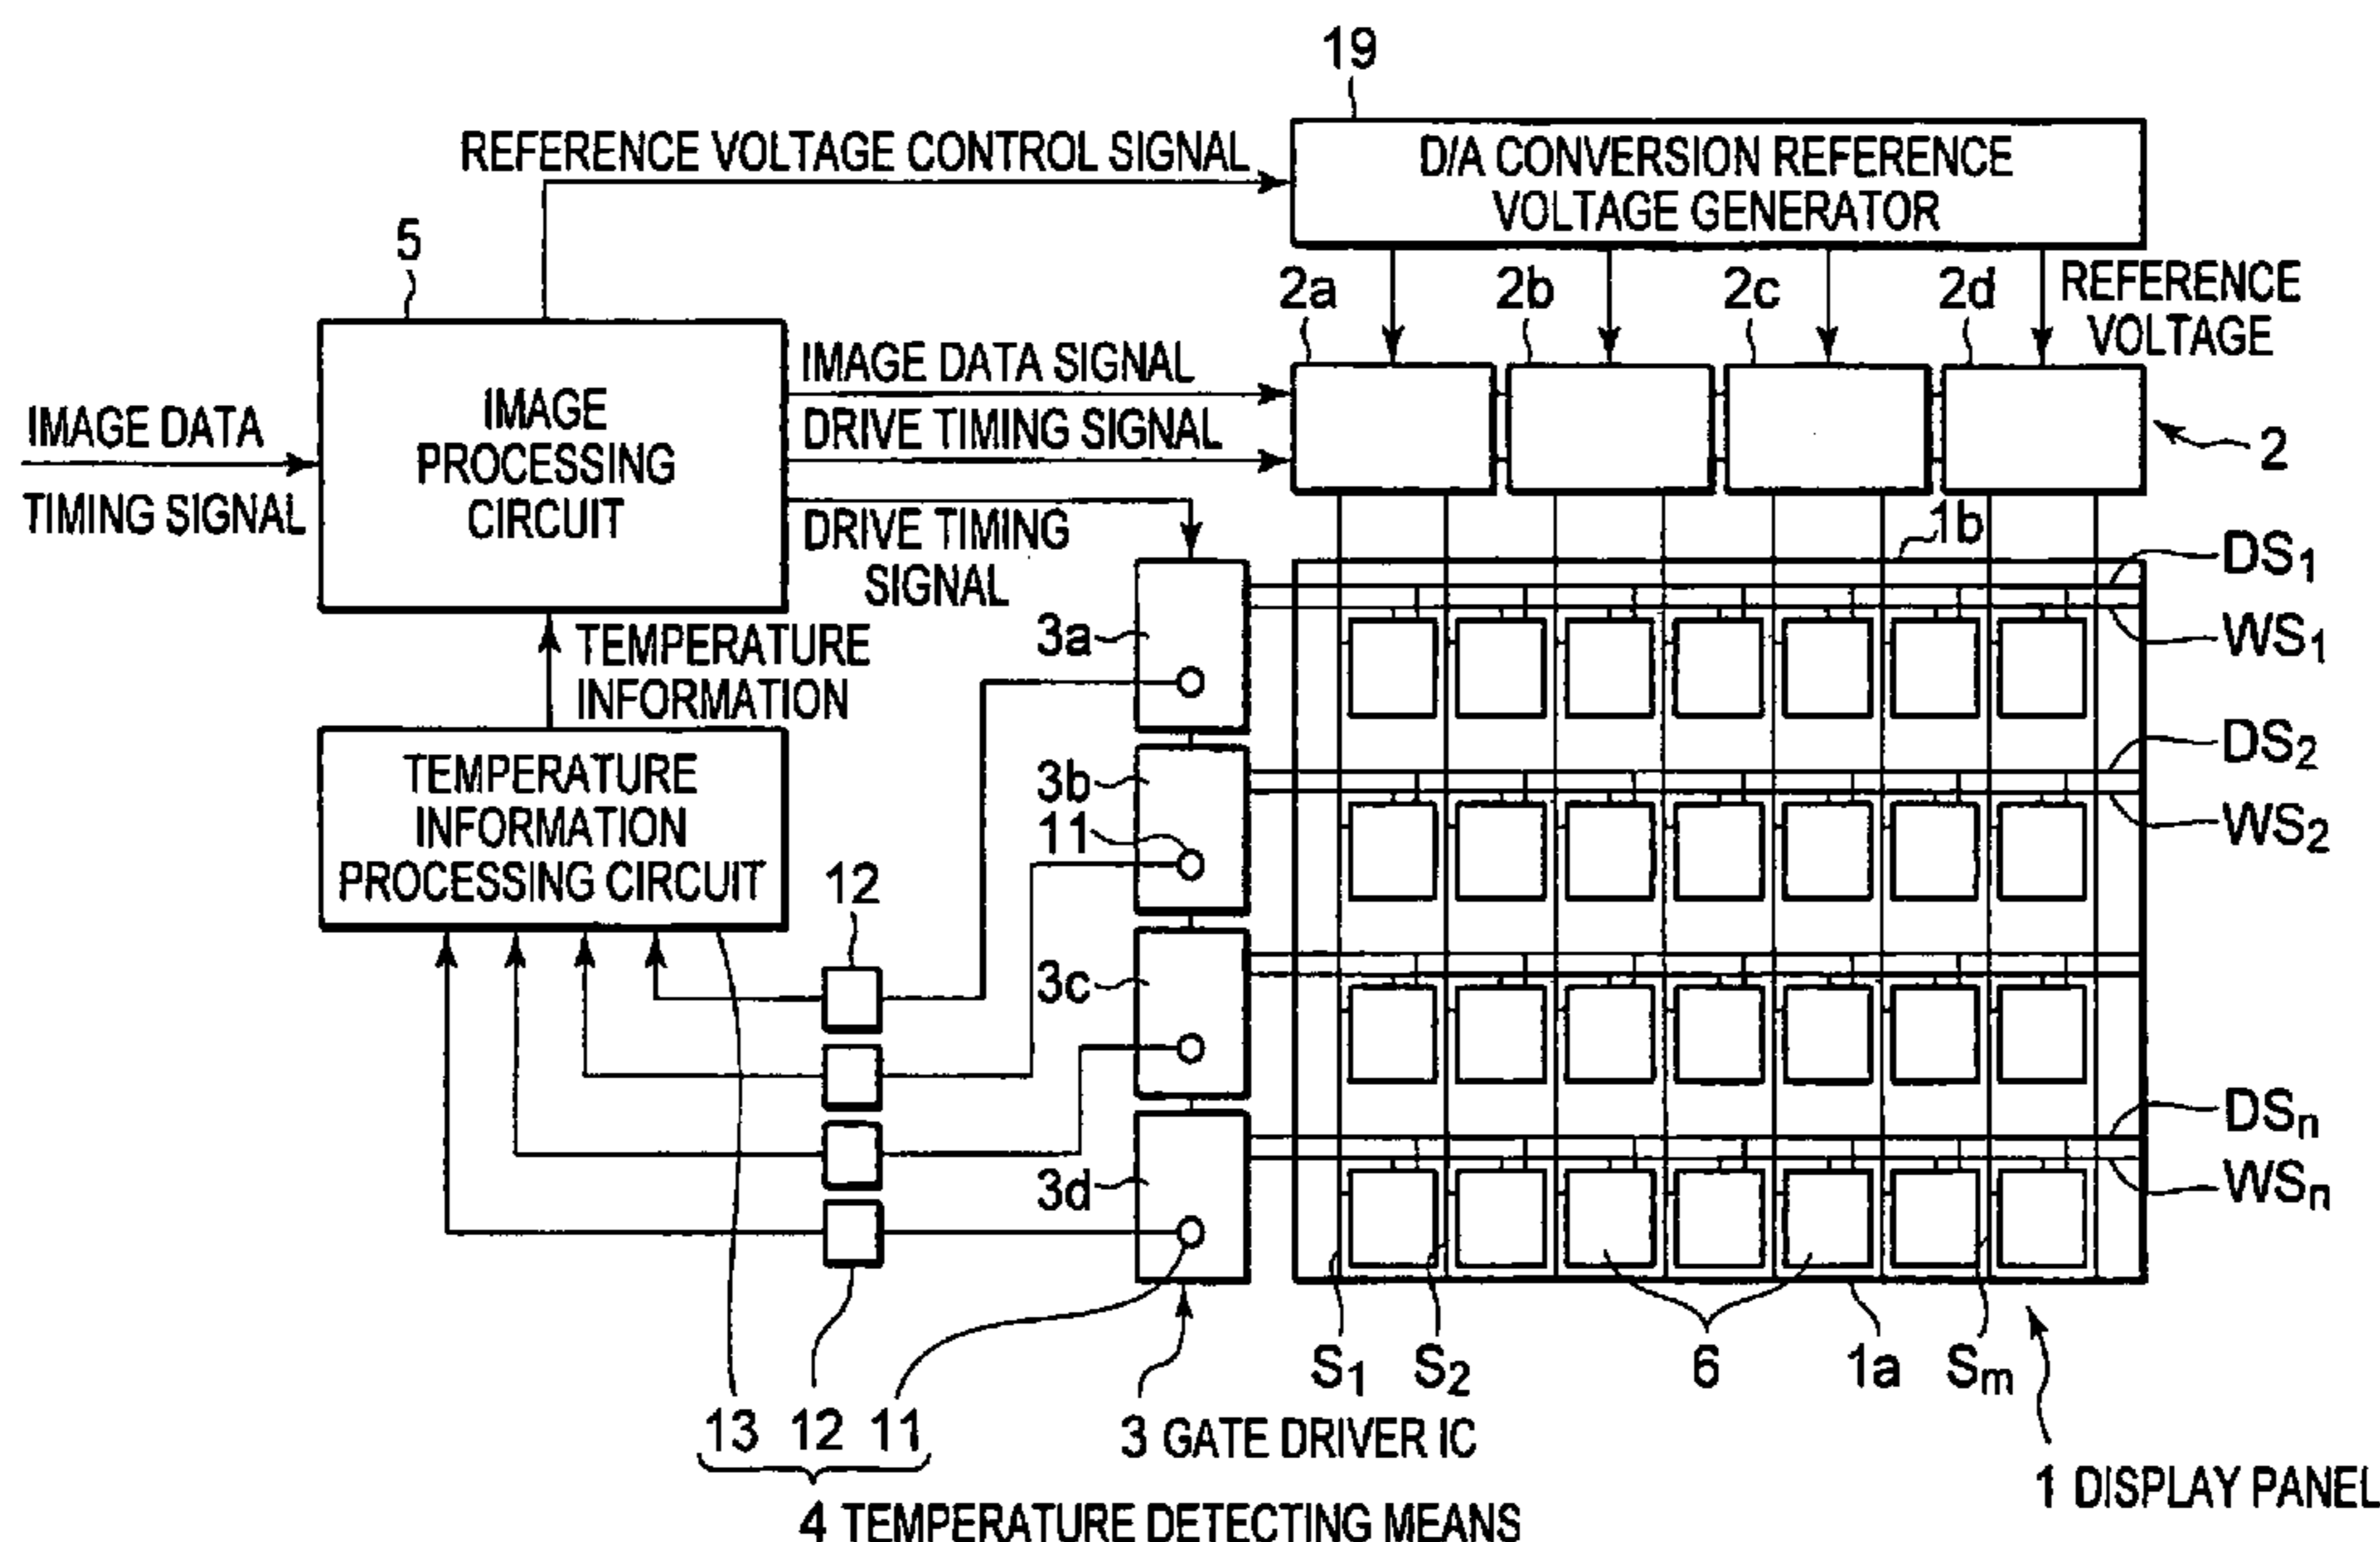 19
REFERENCE VOLTAGE CONTROL SIGNAL
D/A CONVERSION REFERENCE
VOLTAGE GENERATOR
5
2a
2b
2c
2d
REFERENCE
VOLTAGE
IMAGE DATA
TIMING SIGNAL
IMAGE
PROCESSING
CIRCUIT
IMAGE DATA SIGNAL
DRIVE TIMING SIGNAL
DRIVE TIMING
SIGNAL
2
1b
DS1
WS1
3a
TEMPERATURE
INFORMATION
DS2
WS2
3b
11
TEMPERATURE
INFORMATION
PROCESSING CIRCUIT
12
3c
3d
DSn
WSn
S1
S2
6
1a
Sm
13
12
11
3 GATE DRIVER IC
1 DISPLAY PANEL
4 TEMPERATURE DETECTING MEANS